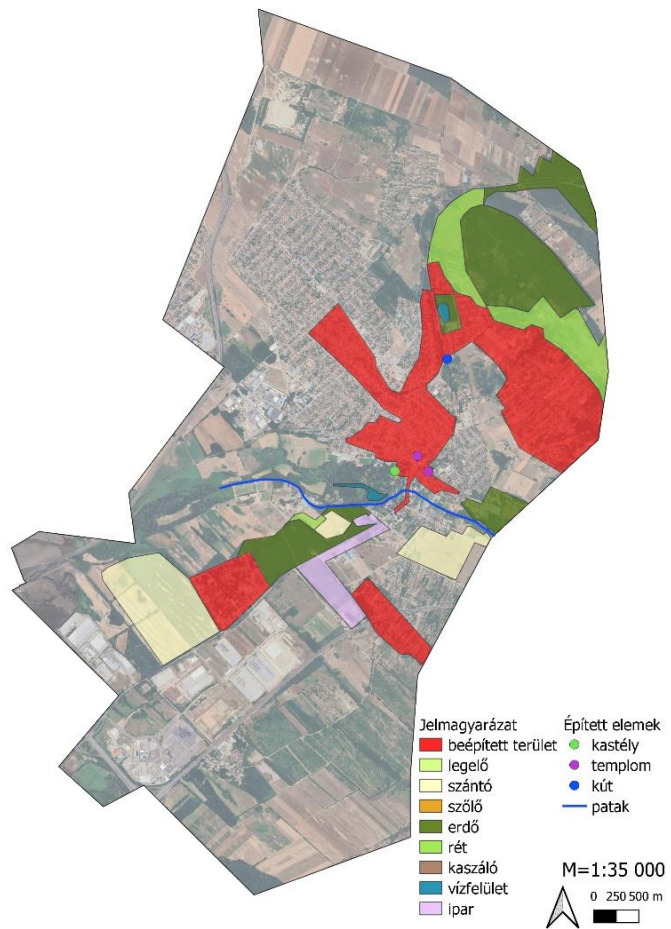 Jelmagyarázat
beépített terület
legelő
szántó
szőlő
erdő
rét
kaszáló
vízfelület
ipar
Épített elemek
kastély
templom
kút
patak
M=1:35 000
0 250 500 m